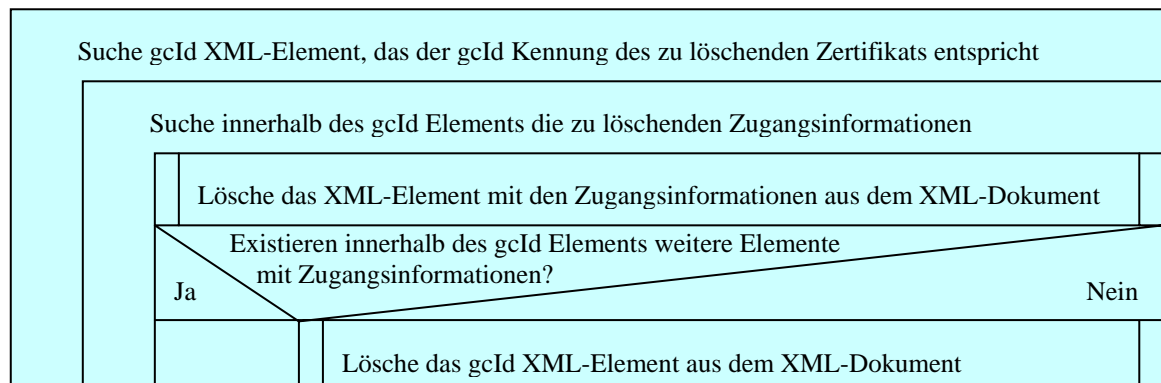 Suche gcId XML-Element, das der gcId Kennung des zu löschenden Zertifikats entspricht
Suche innerhalb des gcId Elements die zu löschenden Zugangsinformationen
Lösche das XML-Element mit den Zugangsinformationen aus dem XML-Dokument
Existieren innerhalb des gcId Elements weitere Elemente
mit Zugangsinformationen?
Ja
Nein
Lösche das gcId XML-Element aus dem XML-Dokument